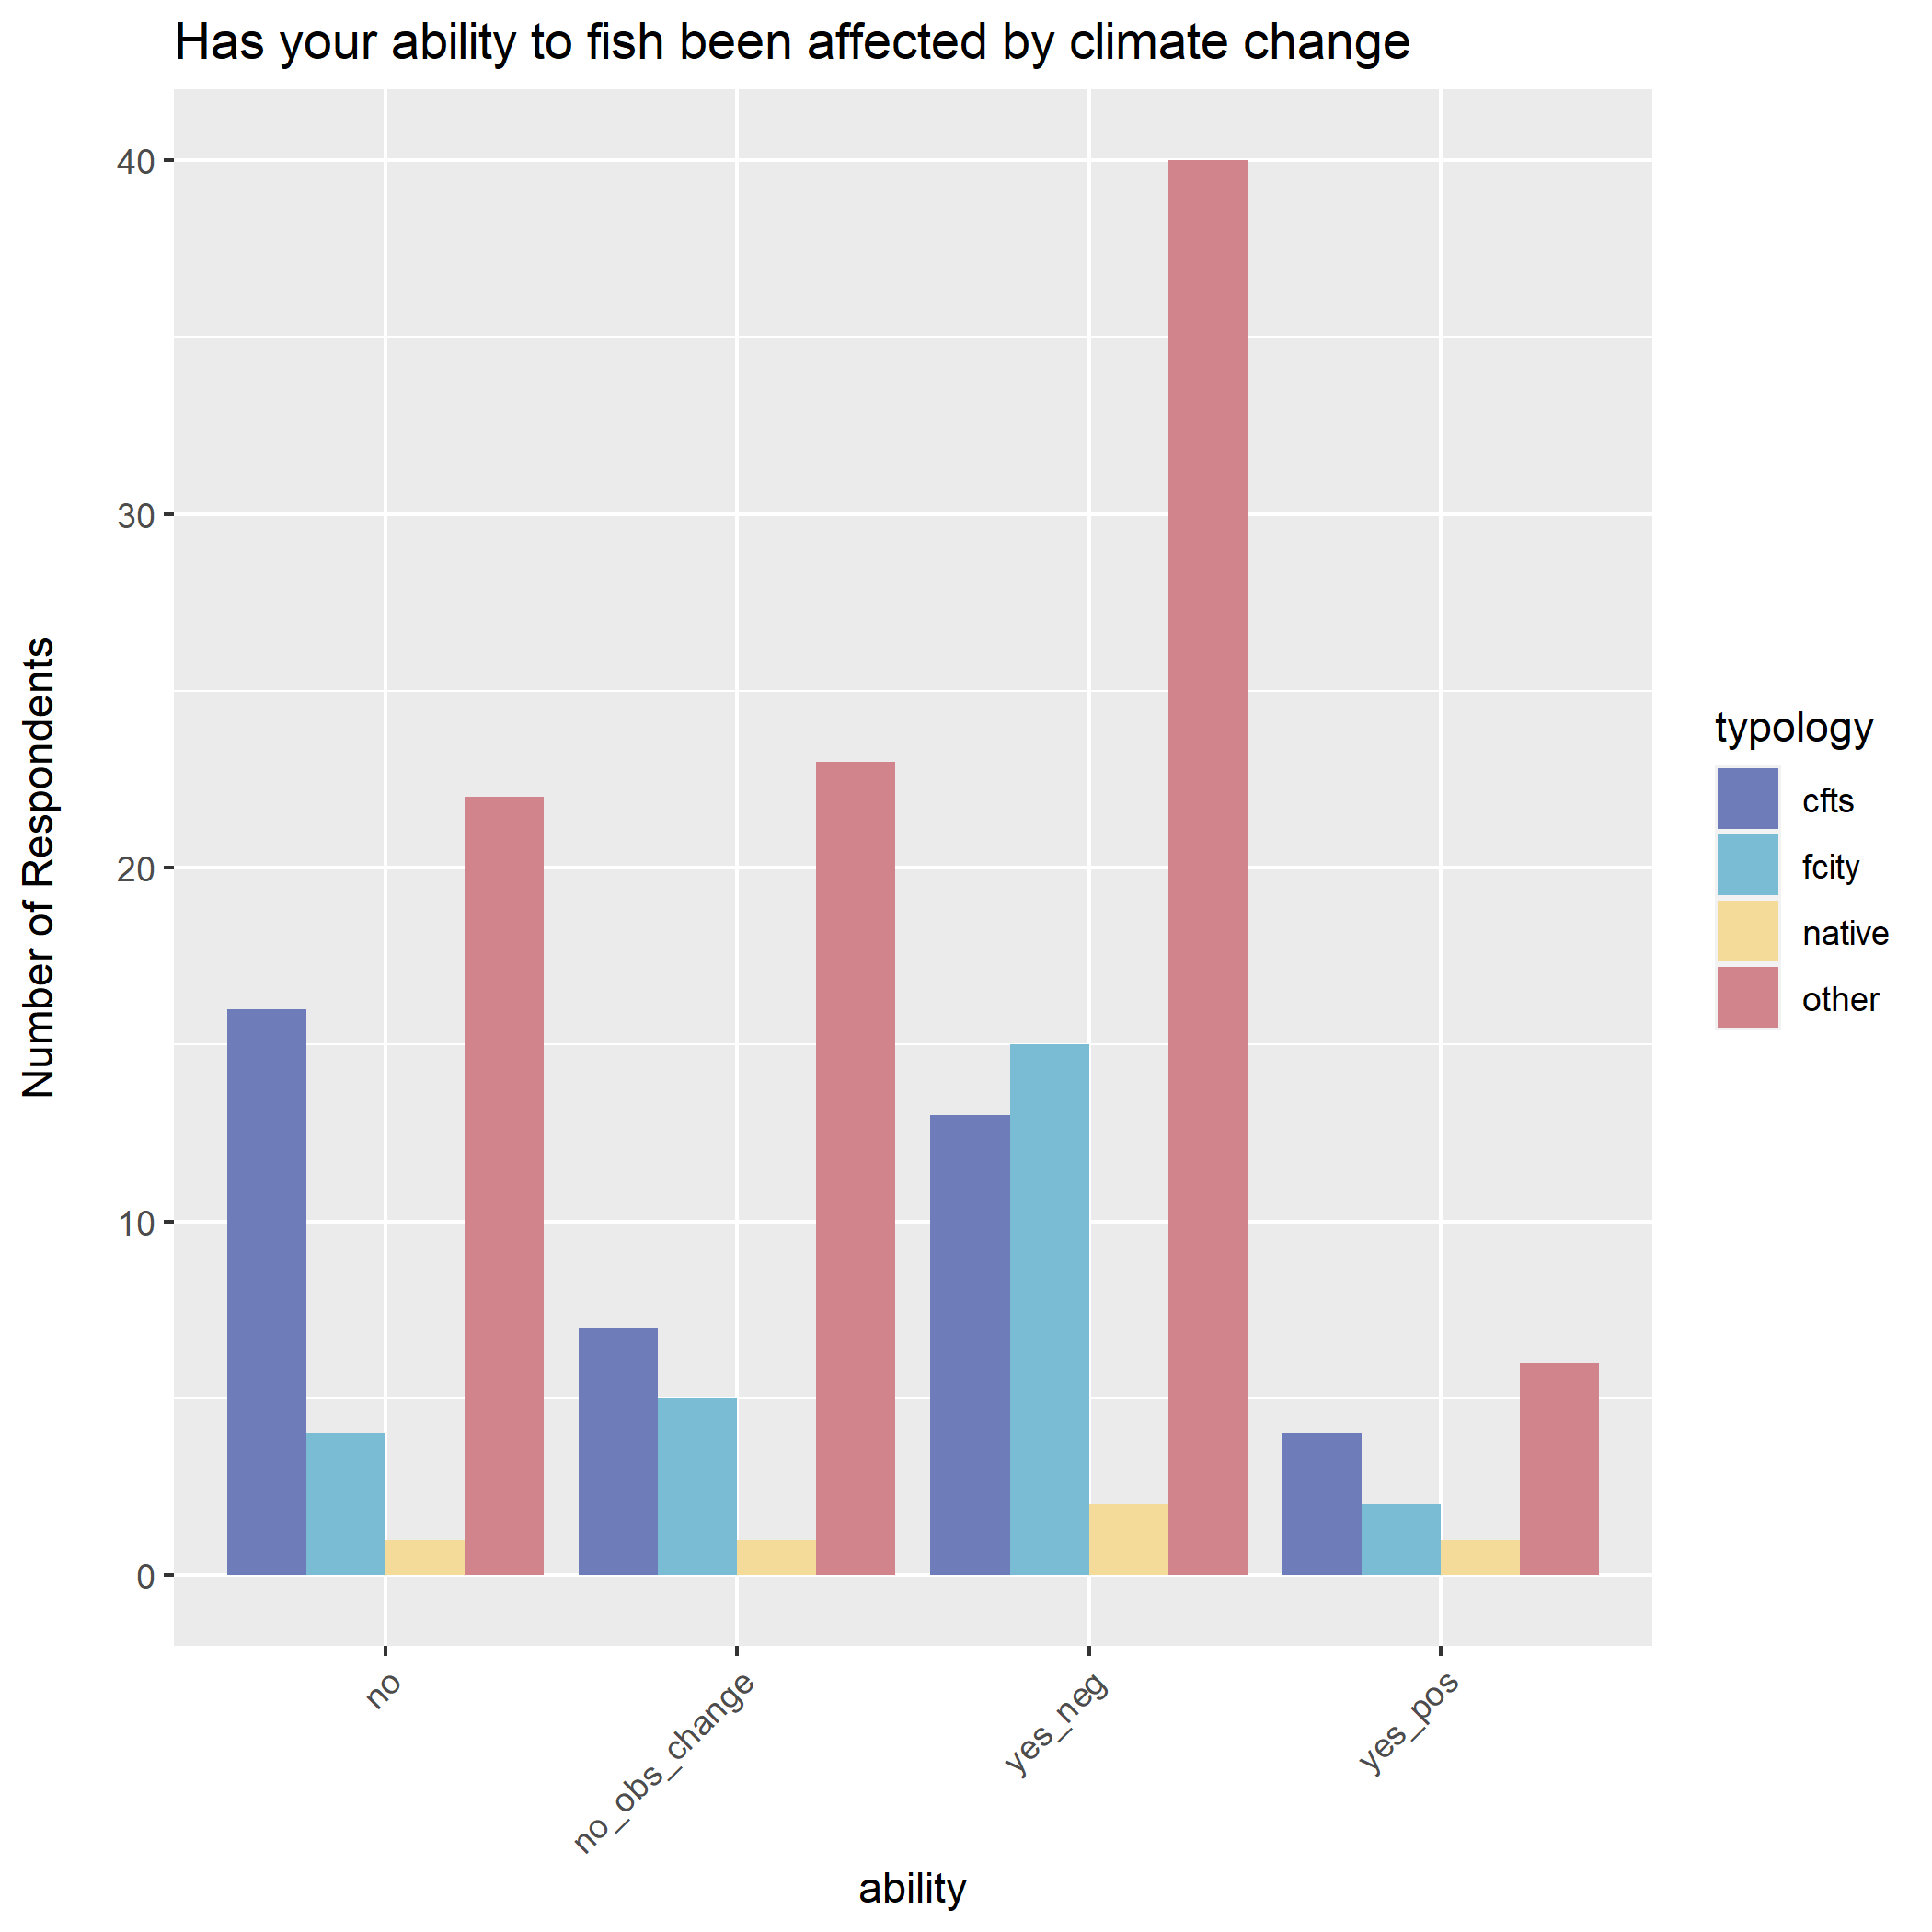 Has your ability to fish been affected by climate change
Number of Respondents
40
30
20
10
0
no
no_obs_change
yes_neg
yes_pos
ability
typology
cfts
fcity
native
other